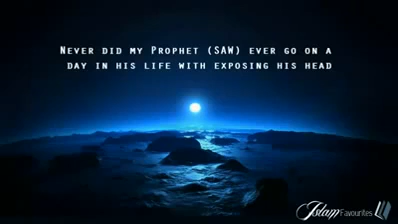 Never did my Prophet (SAW) ever go on a
day in his life with exposing his head
Islam Favourites